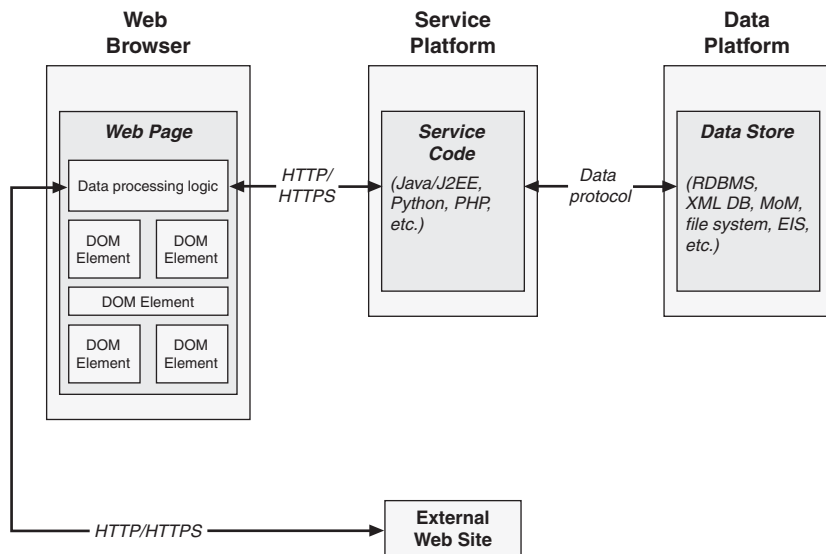 Web
Browser
Service
Platform
Data
Platform
Web Page
Data processing logic
DOM
Element
DOM
Element
DOM Element
DOM
Element
DOM
Element
HTTP/
HTTPS
Service
Code
(Java/J2EE,
Python, PHP,
etc.)
Data
protocol
Data Store
(RDBMS,
XML DB, MoM,
file system, EIS,
etc.)
HTTP/HTTPS
External
Web Site